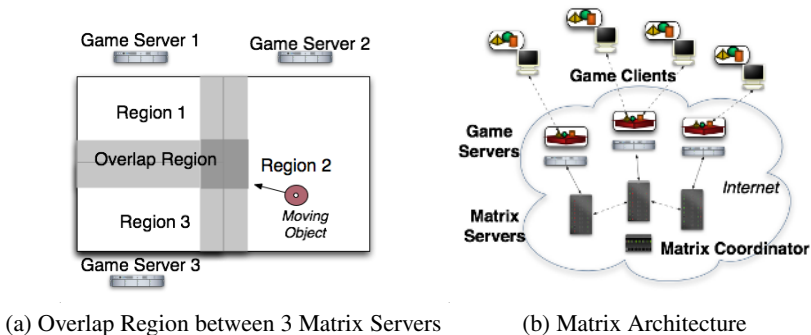 Game Server 1
Game Server 2
Region 1
Overlap Region
Region 2
Region 3
Moving
Object
Game Server 3
(a) Overlap Region between 3 Matrix Servers
Game Clients
Game
Servers
Internet
Matrix
Servers
Matrix Coordinator
(b) Matrix Architecture